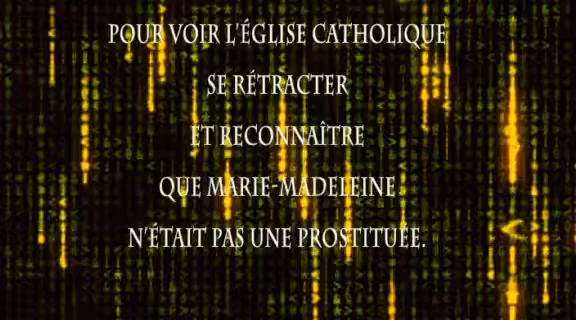 POUR VOIR L'ÉGLISE CATHOLIQUE
SE RÉTRACTER
ET RECONNAÎTRE
QUE MARIE-MADELEINE
N'ÉTAIT PAS UNE PROSTITUÉE.